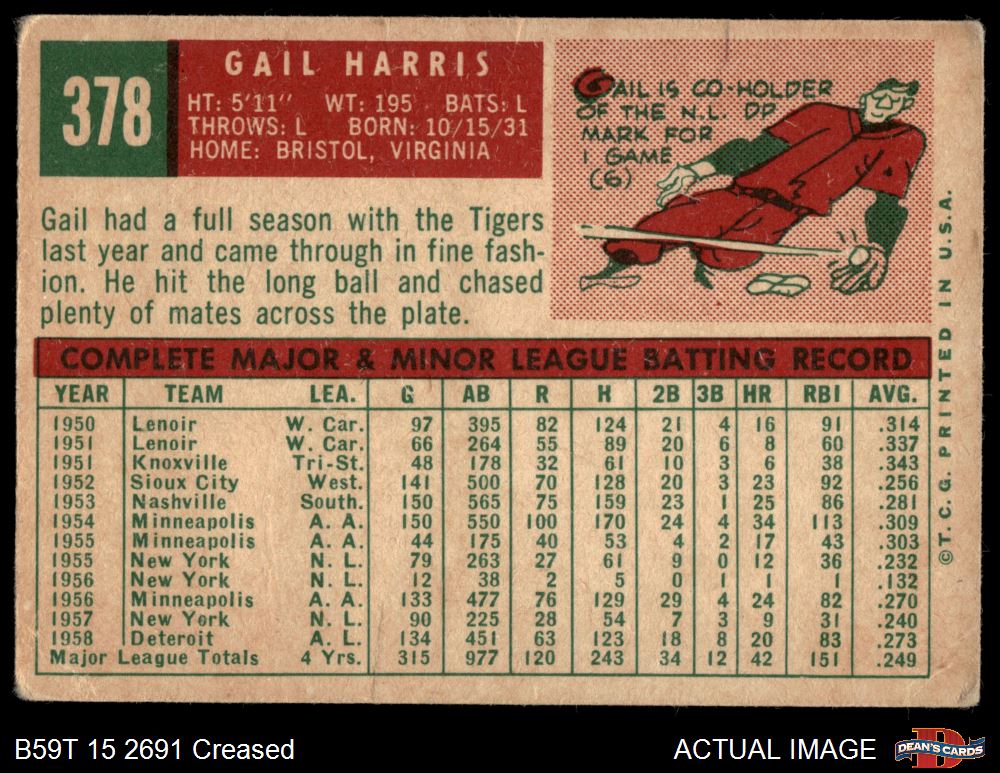 378
GAIL HARRIS
HT: 5'11" WT: 195 BATS: L
THROWS: L BORN: 10/15/31
HOME: BRISTOL, VIRGINIA
GAIL IS CO-HOLDER
OF THE N.L. DP
MARK FOR
1 GAME
(6)
Gail had a full season with the Tigers
last year and came through in fine fash-
ion. He hit the long ball and chased
plenty of mates across the plate.
COMPLETE MAJOR & MINOR LEAGUE BATTING RECORD
YEAR TEAM LEA. G AB R H 2B 3B HR RBI AVG.
1950 Lenoir W. Car. 97 395 82 124 21 4 16 91 .314
1951 Lenoir W. Car. 66 264 55 89 20 6 8 60 .337
1951 Knoxville Tri-St. 48 178 32 61 10 3 6 38 .343
1952 Sioux City West. 141 500 70 128 20 3 23 92 .256
1953 Nashville South. 150 565 75 159 23 1 25 86 .281
1954 Minneapolis A. A. 150 550 100 170 24 4 34 113 .309
1955 Minneapolis A. A. 44 175 40 53 4 2 17 43 .303
1955 New York N. L. 79 263 27 61 9 0 12 36 .232
1956 New York N. L. 12 38 2 5 0 1 1 1 .132
1956 Minneapolis A. A. 133 477 76 129 29 4 24 82 .270
1957 New York N. L. 90 225 28 54 7 3 9 31 .240
1958 Deteroit A. L. 134 451 63 123 18 8 20 83 .273
Major League Totals 4 Yrs. 315 977 120 243 34 12 42 151 .249
© T. C. G. PRINTED IN U.S.A.
B59T 15 2691 Creased
ACTUAL IMAGE
D
DEAN'S CARDS